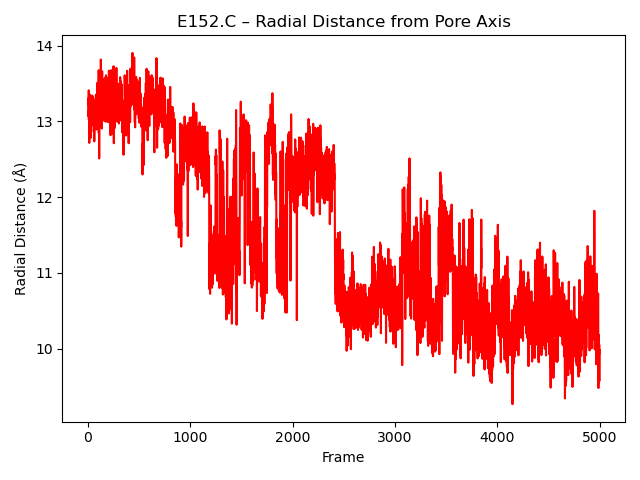 E152.C – Radial Distance from Pore Axis
Radial Distance (Å)
14
13
12
11
10
0 1000 2000 3000 4000 5000
Frame